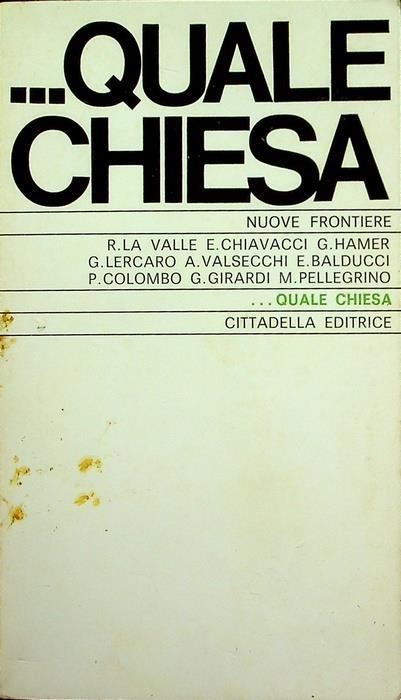 ...QUALE
CHIESA
NUOVE FRONTIERE
R.LA VALLE E.CHIAVACCI G.HAMER
G.LERCARO A.VALSECCHI E.BALDUCCI
P.COLOMBO G.GIRARDI M.PELLEGRINO
...QUALE CHIESA
CITTADELLA EDITRICE